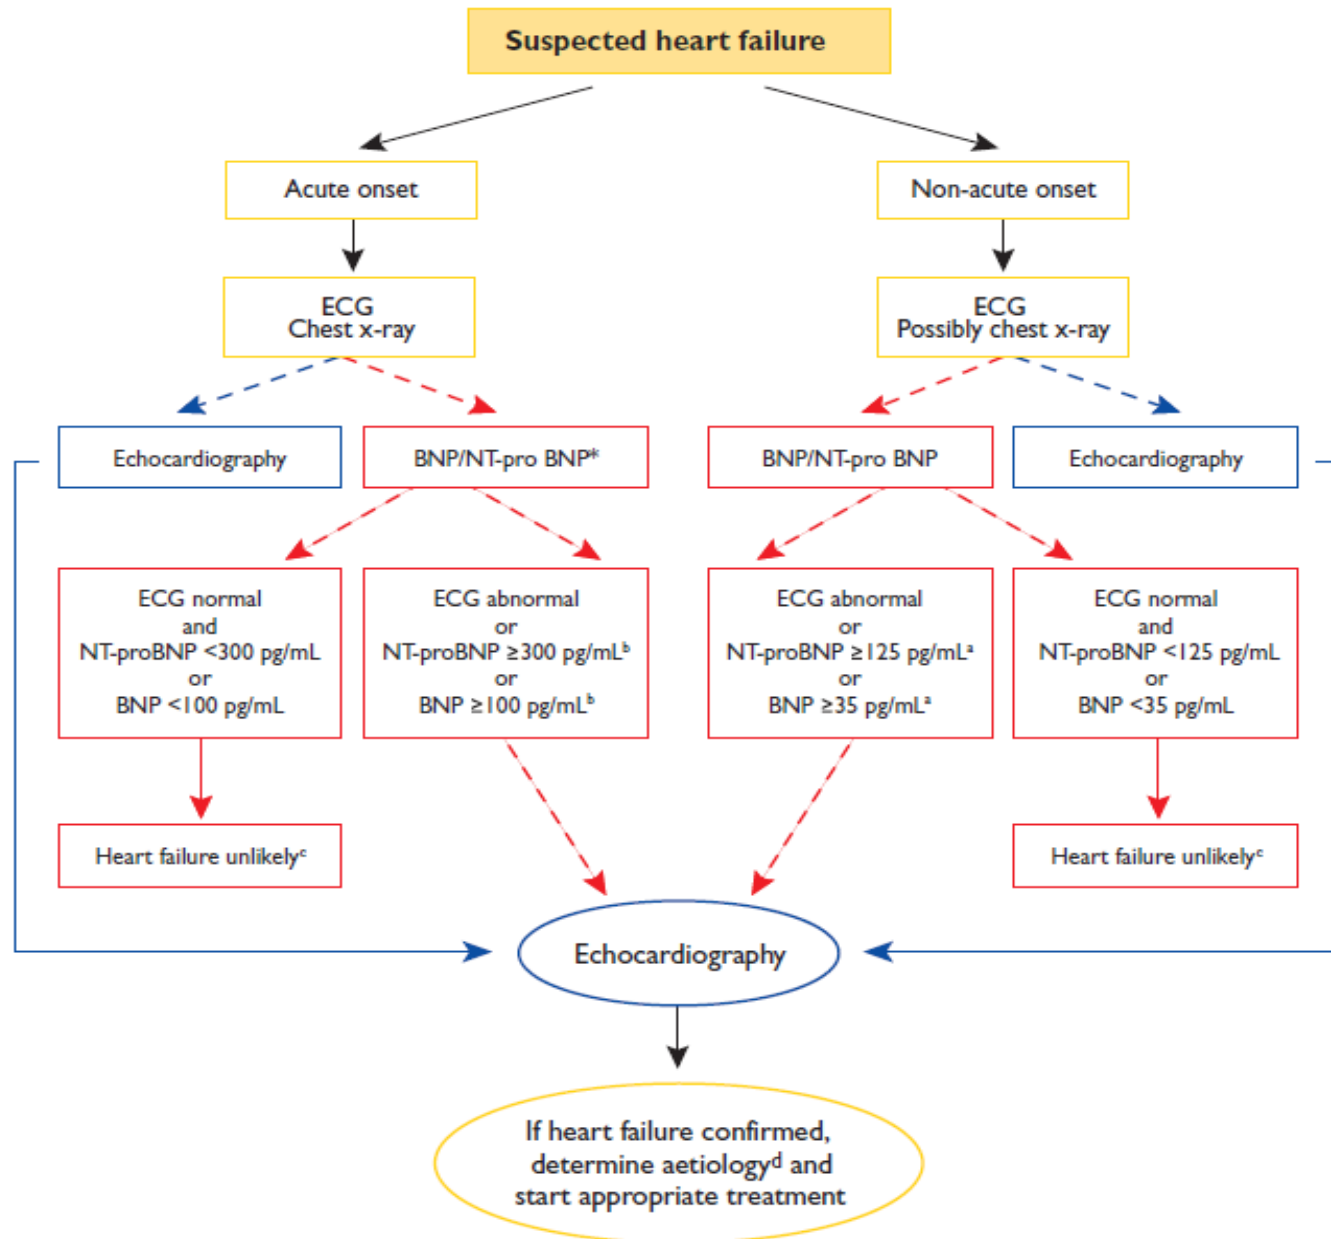 Suspected heart failure
Acute onset
Non-acute onset
ECG
Chest x-ray
ECG
Possibly chest x-ray
Echocardiography
BNP/NT-pro BNP*
BNP/NT-pro BNP
Echocardiography
ECG normal
and
NT-proBNP <300 pg/mL
or
BNP <100 pg/mL
ECG abnormal
or
NT-proBNP ≥300 pg/mLᵇ
or
BNP ≥100 pg/mLᵇ
ECG abnormal
or
NT-proBNP ≥125 pg/mLᵃ
or
BNP ≥35 pg/mLᵃ
ECG normal
and
NT-proBNP <125 pg/mL
or
BNP <35 pg/mL
Heart failure unlikelyᶜ
Heart failure unlikelyᶜ
Echocardiography
If heart failure confirmed,
determine aetiologyᵈ and
start appropriate treatment